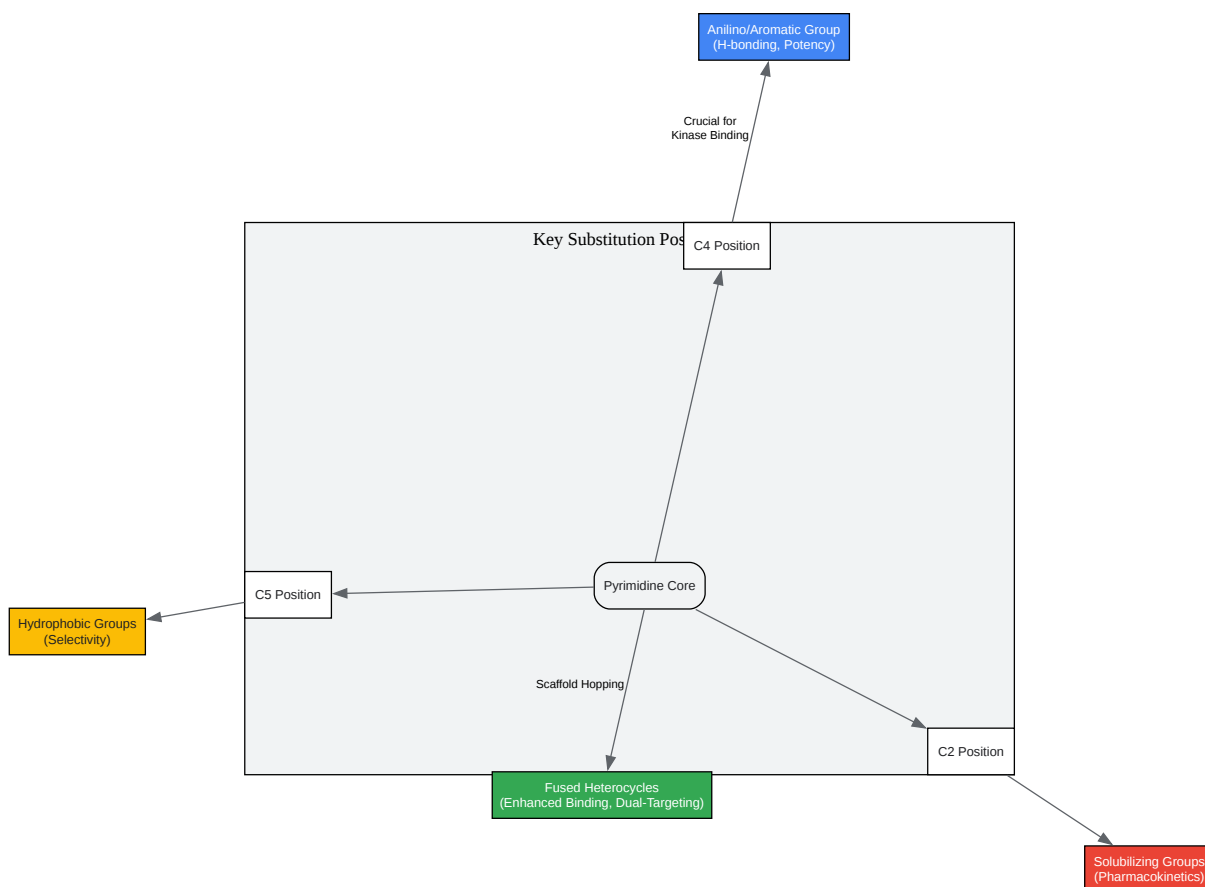 Anilino/Aromatic Group
(H-bonding, Potency)
Crucial for
Kinase Binding
Key Substitution Pos
C4 Position
Pyrimidine Core
C5 Position
Hydrophobic Groups
(Selectivity)
Scaffold Hopping
C2 Position
Fused Heterocycles
(Enhanced Binding, Dual-Targeting)
Solubilizing Groups
(Pharmacokinetics)